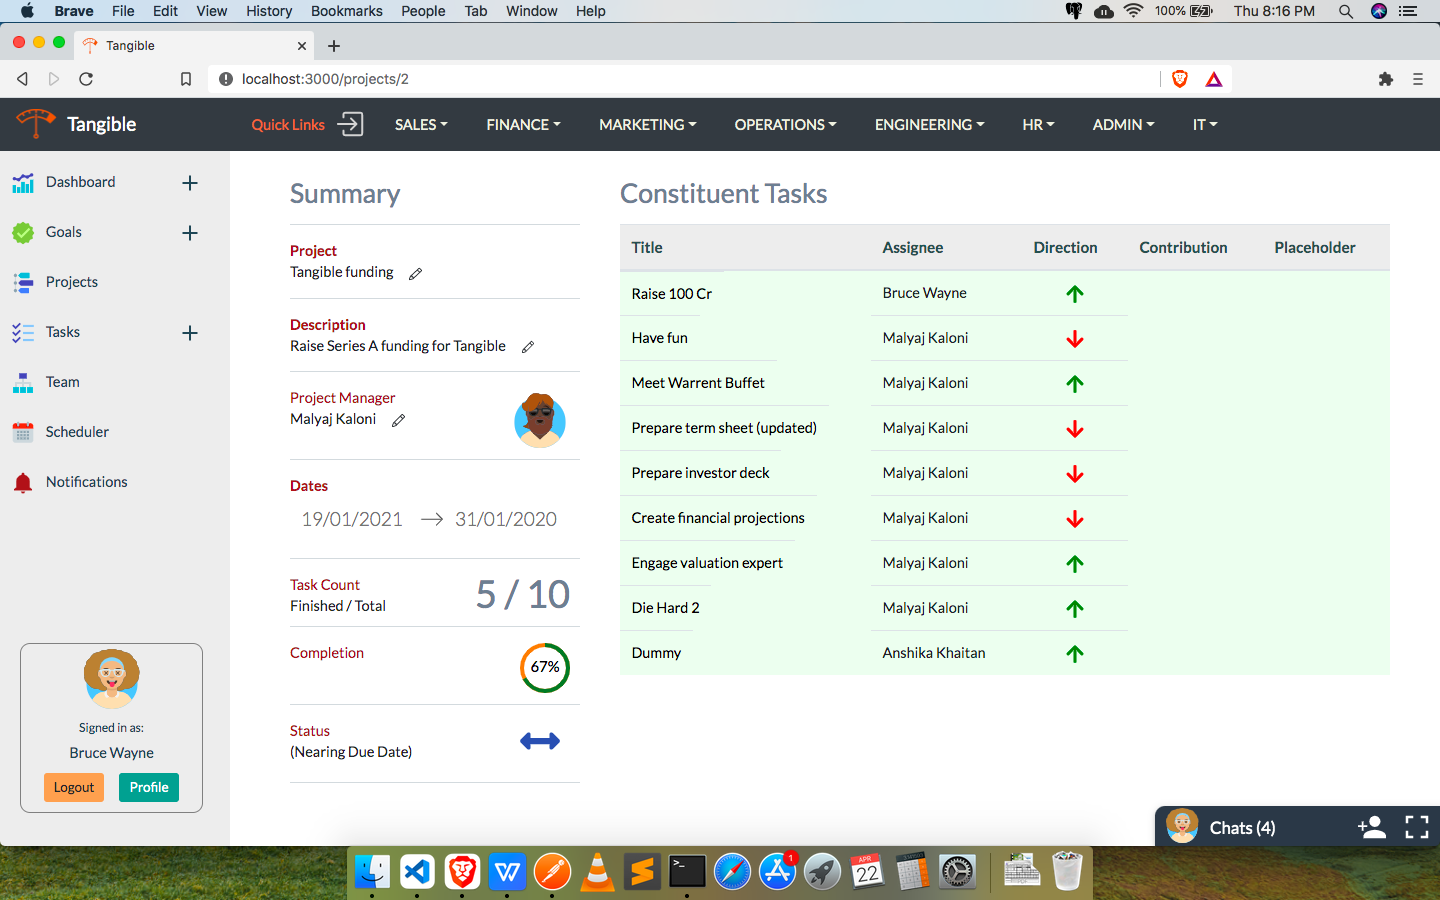 Brave File Edit View History Bookmarks People Tab Window Help 100% Thu 8:16 PM
Tangible
localhost:3000/projects/2
Tangible Quick Links SALES FINANCE MARKETING OPERATIONS ENGINEERING HR ADMIN IT
Dashboard
Goals
Projects
Tasks
Team
Scheduler
Notifications
Signed in as:
Bruce Wayne
Logout Profile
Summary
Project
Tangible funding
Description
Raise Series A funding for Tangible
Project Manager
Malyaj Kaloni
Dates
19/01/2021 31/01/2020
Task Count
Finished / Total
5 / 10
Completion
67%
Status
(Nearing Due Date)
Constituent Tasks
Title Assignee Direction Contribution Placeholder
Raise 100 Cr Bruce Wayne
Have fun Malyaj Kaloni
Meet Warrent Buffet Malyaj Kaloni
Prepare term sheet (updated) Malyaj Kaloni
Prepare investor deck Malyaj Kaloni
Create financial projections Malyaj Kaloni
Engage valuation expert Malyaj Kaloni
Die Hard 2 Malyaj Kaloni
Dummy Anshika Khaitan
Chats (4)
1
APR
22